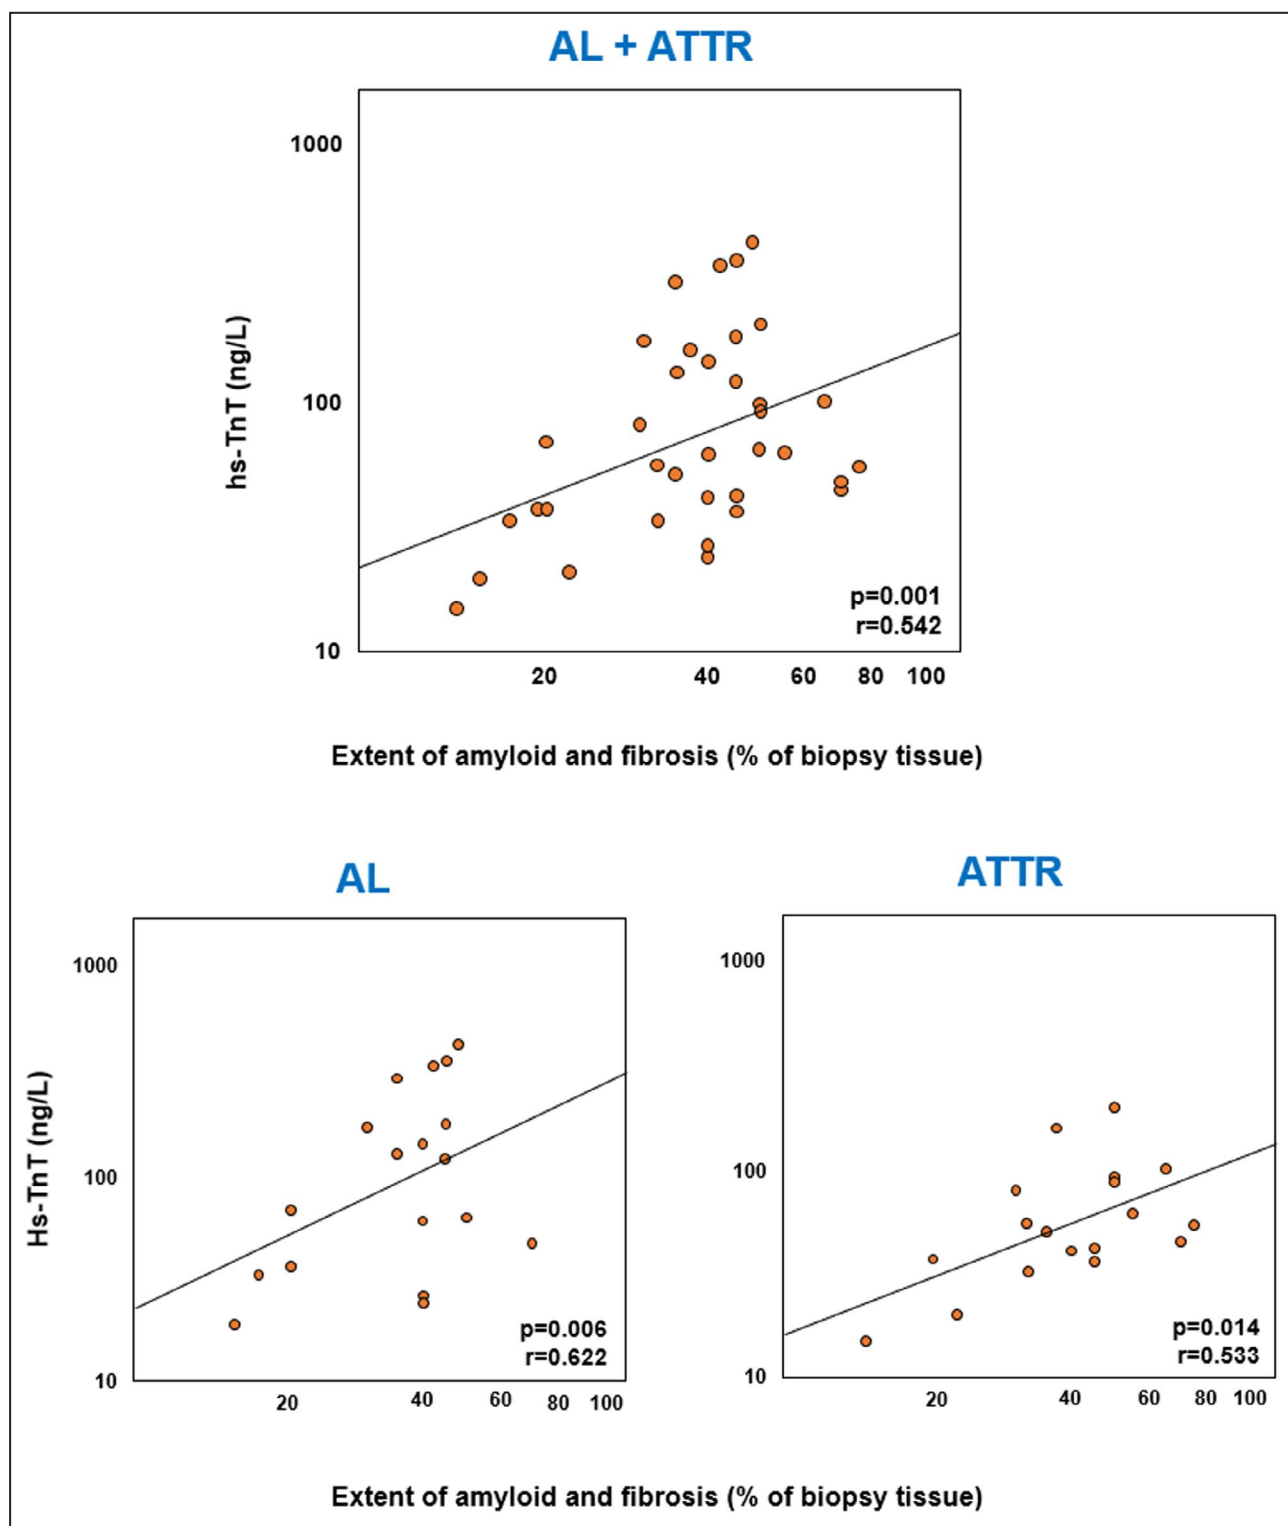 AL + ATTR
1000
100
10
hs-TnT (ng/L)
p=0.001
r=0.542
20 40 60 80 100
Extent of amyloid and fibrosis (% of biopsy tissue)
AL
1000
100
10
Hs-TnT (ng/L)
p=0.006
r=0.622
20 40 60 80 100
ATTR
1000
100
10
p=0.014
r=0.533
20 40 60 80 100
Extent of amyloid and fibrosis (% of biopsy tissue)